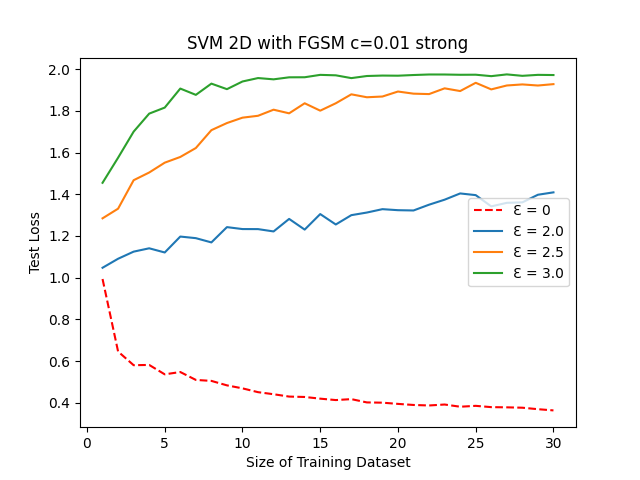 SVM 2D with FGSM c=0.01 strong
Test Loss
2.0
1.8
1.6
1.4
1.2
1.0
0.8
0.6
0.4
Ɛ = 0
Ɛ = 2.0
Ɛ = 2.5
Ɛ = 3.0
0 5 10 15 20 25 30
Size of Training Dataset